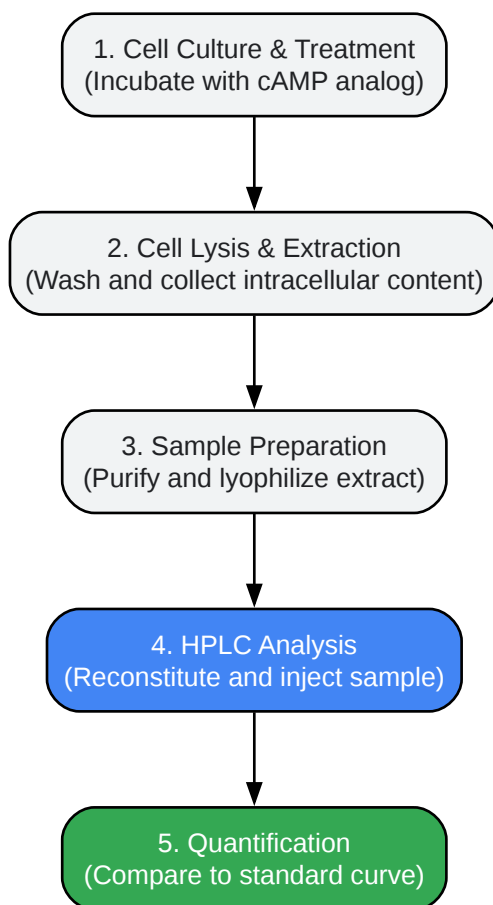 1. Cell Culture & Treatment
(Incubate with cAMP analog)
2. Cell Lysis & Extraction
(Wash and collect intracellular content)
3. Sample Preparation
(Purify and lyophilize extract)
4. HPLC Analysis
(Reconstitute and inject sample)
5. Quantification
(Compare to standard curve)